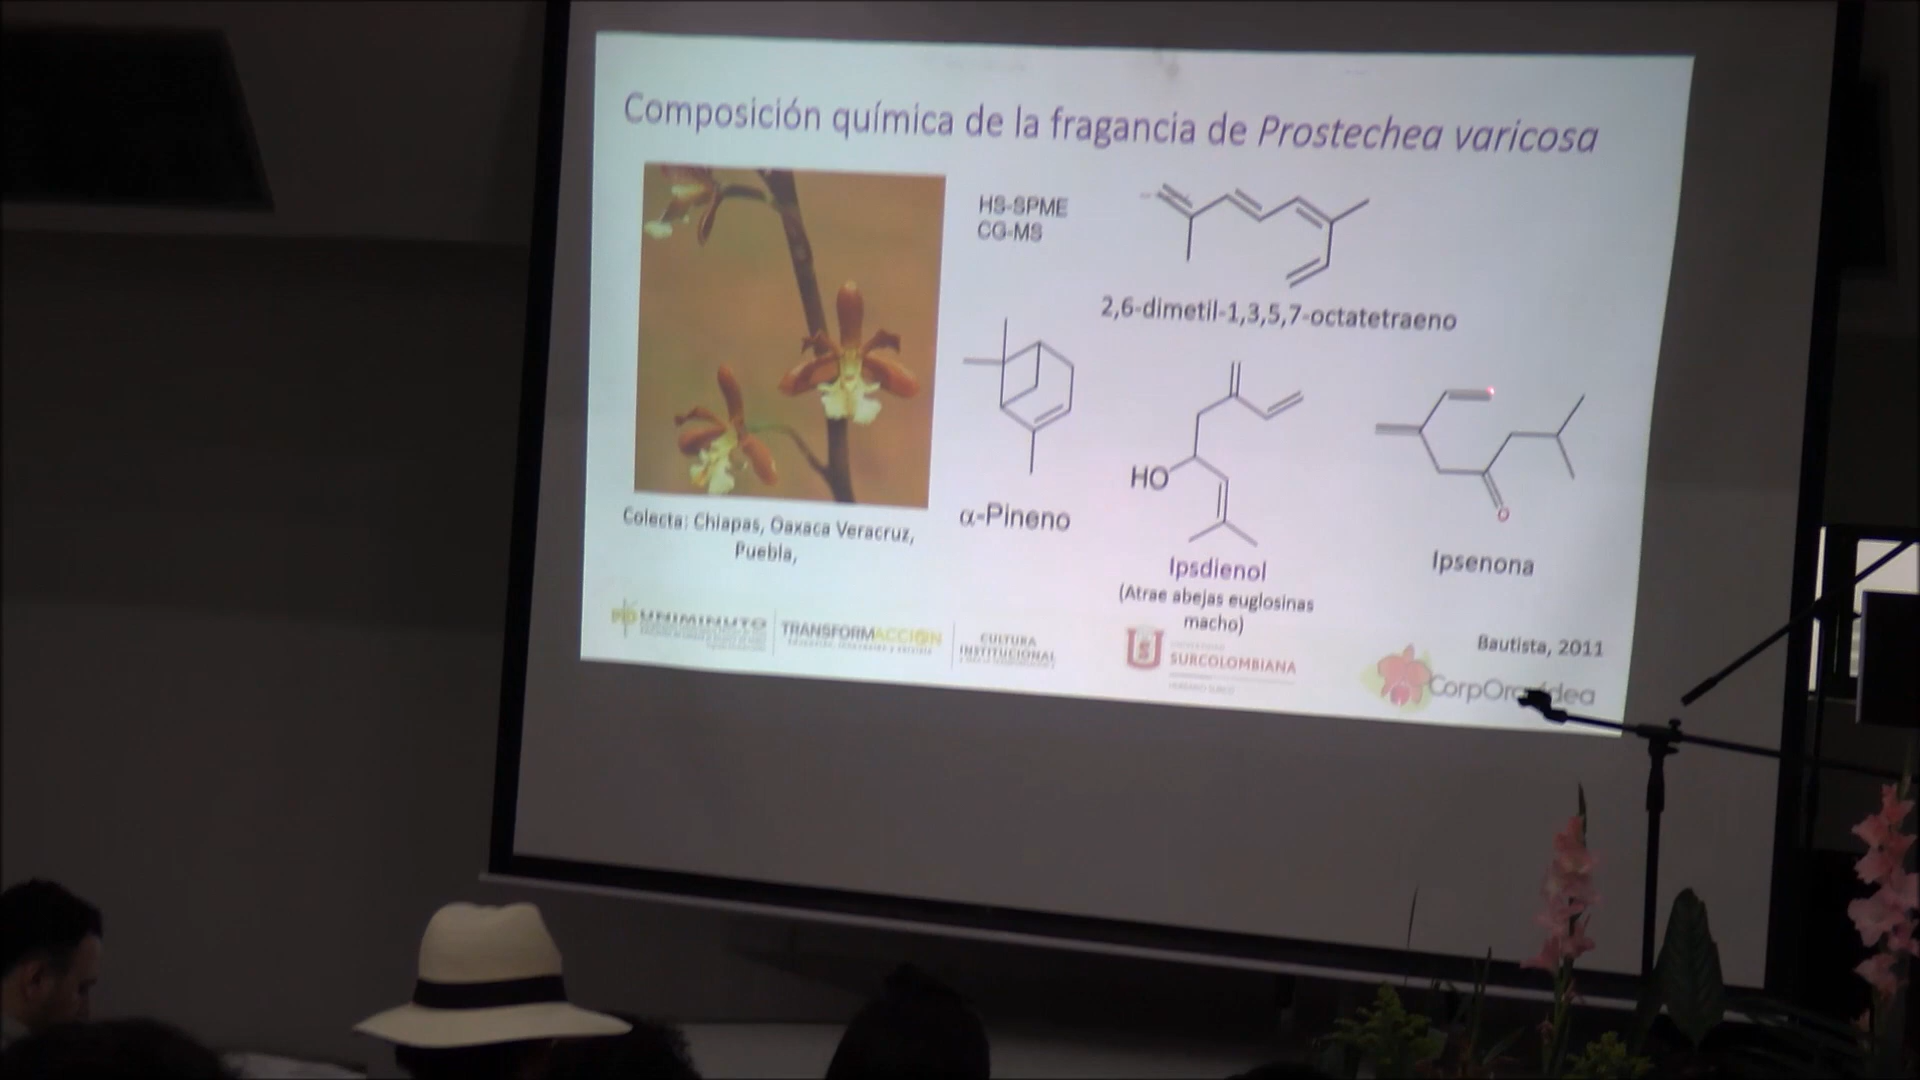 Composición química de la fragancia de Prostechea varicosa
HS-SPME
CG-MS
2,6-dimetil-1,3,5,7-octatetraeno
α-Pineno
HO
Ipsdienol
(Atrae abejas euglosinas
macho)
O
Ipsenona
Colecta: Chiapas, Oaxaca Veracruz,
Puebla,
Bautista, 2011
UNIMINUTO
TRANSFORMACCIÓN
CULTURA
INSTITUCIONAL
SURCOLOMBIANA